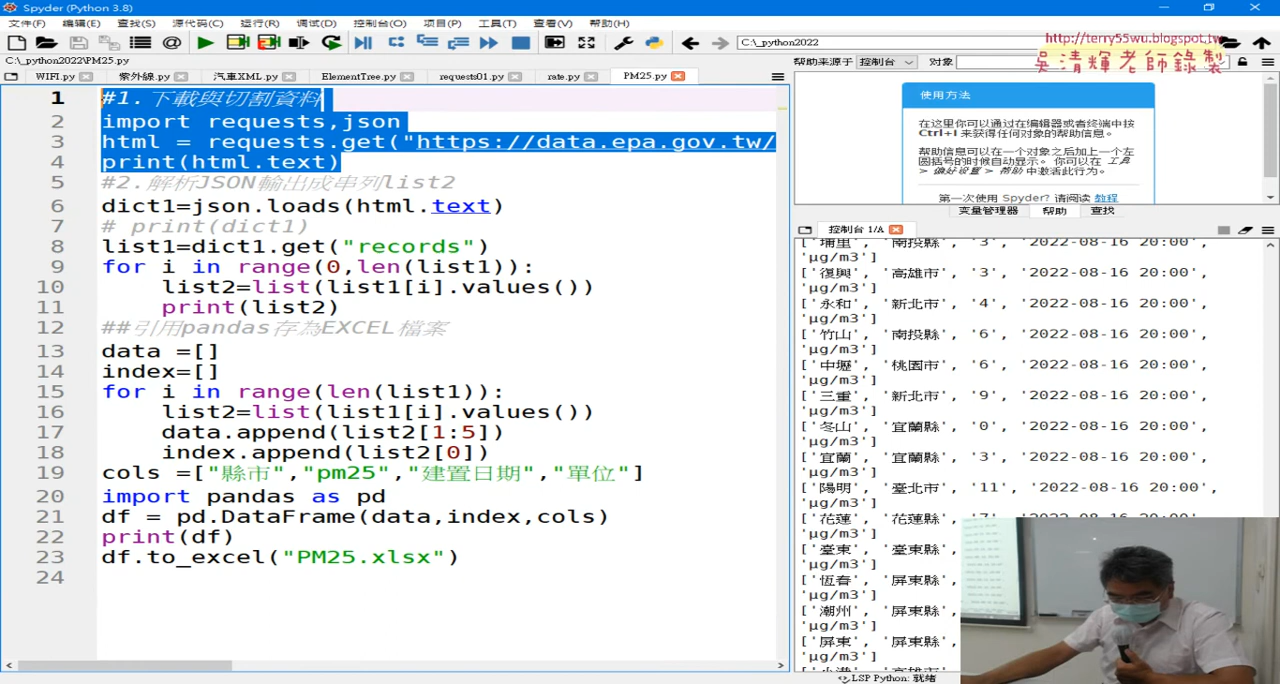 Spyder (Python 3.8)
文件(F) 编辑(E) 查找(S) 源代码(C) 运行(R) 调试(D) 控制台(O) 项目(P) 工具(T) 查看(V) 帮助(H)
C:\_python2022
http://terry55wu.blogspot.tw
吳清輝老師錄製
C:\_python2022\PM25.py
WIFI.py 紫外線.py 汽車XML.py ElementTree.py requests01.py rate.py PM25.py
帮助来源于 控制台 对象
1 #1.下載與切割資料
2 import requests,json
3 html = requests.get("https://data.epa.gov.tw/
4 print(html.text)
5 #2.解析JSON輸出成串列list2
6 dict1=json.loads(html.text)
7 # print(dict1)
8 list1=dict1.get("records")
9 for i in range(0,len(list1)):
10 list2=list(list1[i].values())
11 print(list2)
12 ##引用pandas存為EXCEL檔案
13 data =[]
14 index=[]
15 for i in range(len(list1)):
16 list2=list(list1[i].values())
17 data.append(list2[1:5])
18 index.append(list2[0])
19 cols =["縣市","pm25","建置日期","單位"]
20 import pandas as pd
21 df = pd.DataFrame(data,index,cols)
22 print(df)
23 df.to_excel("PM25.xlsx")
24
使用方法
在这里你可以通过在编辑器或者终端中按
Ctrl+I 来获得任何对象的帮助信息。
帮助信息可以在一个对象之后加上一个左
圆括号的时候自动显示。 你可以在 工具
> 偏好设置 > 帮助 中激活此行为。
第一次使用 Spyder? 请阅读 教程
变量管理器 帮助 查找
控制台 1/A
['埔里', '南投縣', '3', '2022-08-16 20:00',
'μg/m3']
['復興', '高雄市', '3', '2022-08-16 20:00',
'μg/m3']
['永和', '新北市', '4', '2022-08-16 20:00',
'μg/m3']
['竹山', '南投縣', '6', '2022-08-16 20:00',
'μg/m3']
['中壢', '桃園市', '6', '2022-08-16 20:00',
'μg/m3']
['三重', '新北市', '9', '2022-08-16 20:00',
'μg/m3']
['冬山', '宜蘭縣', '0', '2022-08-16 20:00',
'μg/m3']
['宜蘭', '宜蘭縣', '3', '2022-08-16 20:00',
'μg/m3']
['陽明', '臺北市', '11', '2022-08-16 20:00',
'μg/m3']
['花蓮', '花蓮縣', '7', '2022-08-16 20:00',
'μg/m3']
['臺東', '臺東縣',
'μg/m3']
['恆春', '屏東縣',
'μg/m3']
['潮州', '屏東縣',
'μg/m3']
['屏東', '屏東縣',
'μg/m3']
LSP Python: 就绪